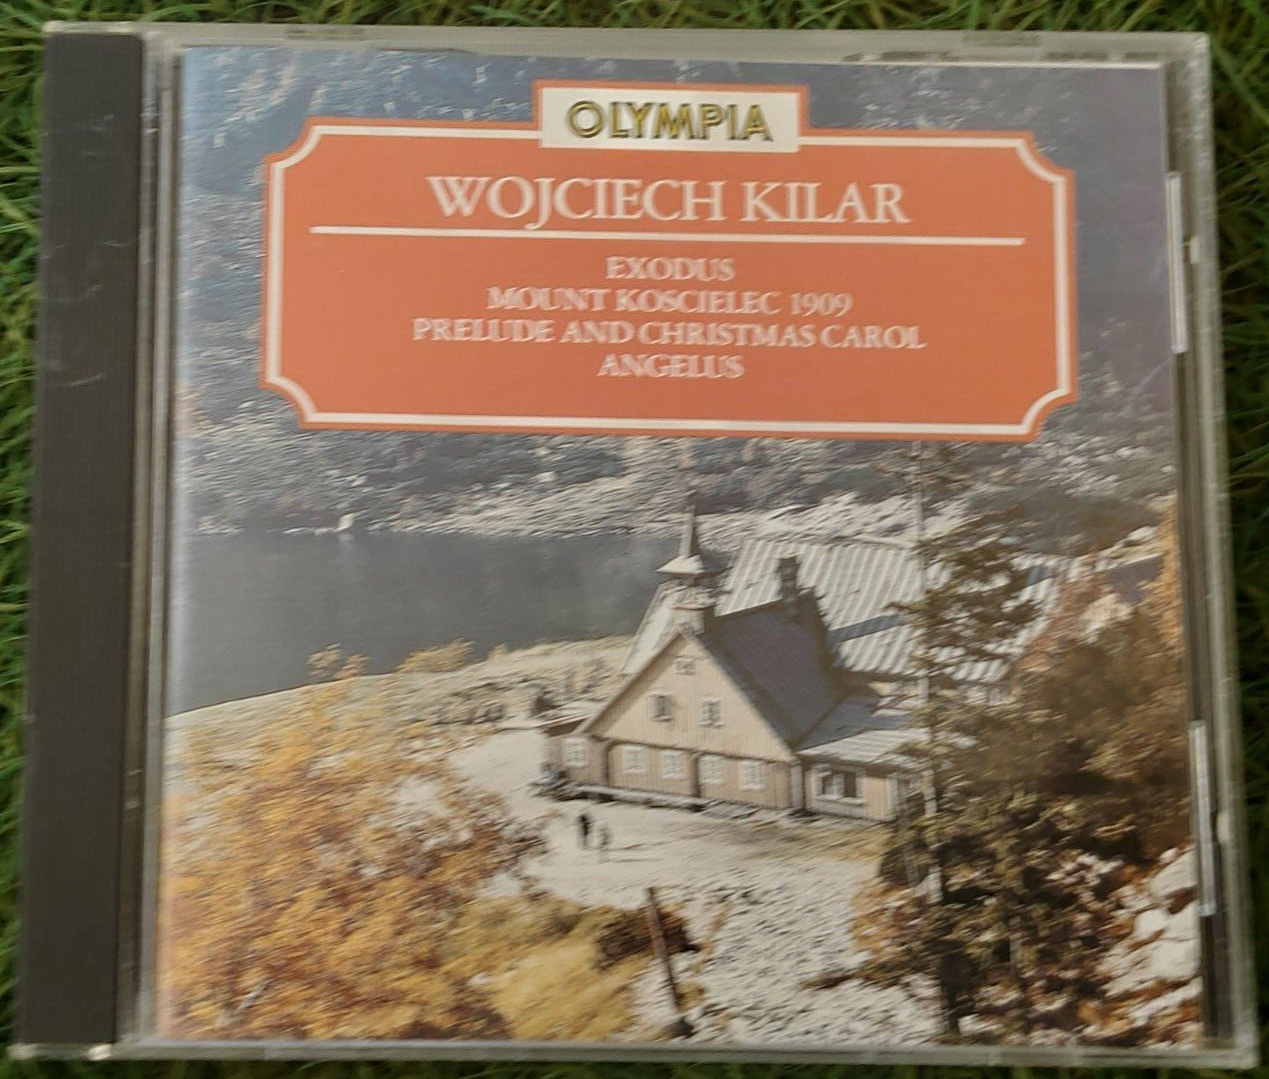 OLYMPIA
WOJCIECH KILAR
EXODUS
MOUNT KOSCIELEC 1909
PRELUDE AND CHRISTMAS CAROL
ANGELUS